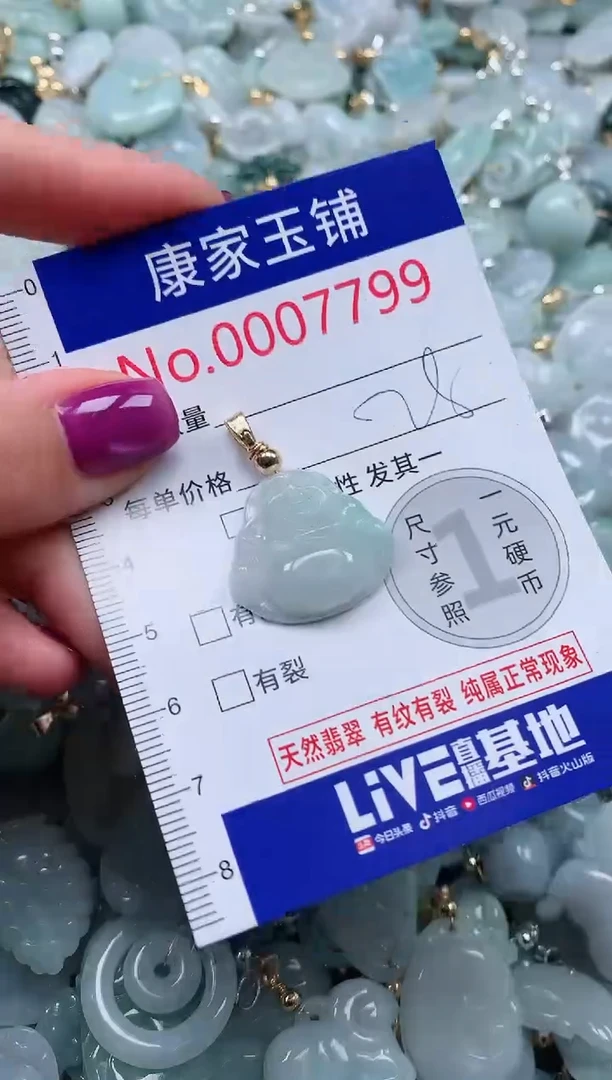 康家玉铺
No.0007799
量
每单价格 性 发其一
尺寸参照
1
一元硬币
有
有裂
天然翡翠 有纹有裂 纯属正常现象
LiVE直播基地
今日头条 抖音 西瓜视频 抖音火山版
0
1
4
5
6
7
8